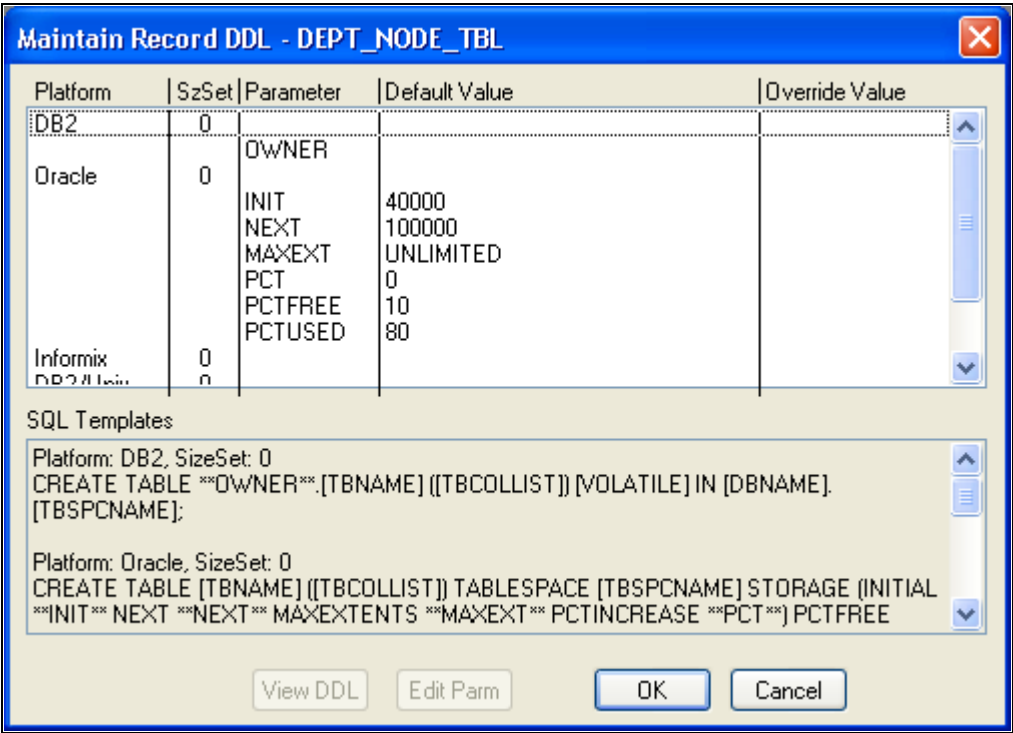 Maintain Record DDL - DEPT_NODE_TBL
Platform SzSet Parameter Default Value Override Value
DB2 0
OWNER
Oracle 0
INIT 40000
NEXT 100000
MAXEXT UNLIMITED
PCT 0
PCTFREE 10
PCTUSED 80
Informix 0
DB2/Univ 0
SQL Templates
Platform: DB2, SizeSet: 0
CREATE TABLE **OWNER**.[TBNAME] ([TBCOLLIST]) [VOLATILE] IN [DBNAME].
[TBSPCNAME];
Platform: Oracle, SizeSet: 0
CREATE TABLE [TBNAME] ([TBCOLLIST]) TABLESPACE [TBSPCNAME] STORAGE (INITIAL
**INIT** NEXT **NEXT** MAXEXTENTS **MAXEXT** PCTINCREASE **PCT**) PCTFREE
View DDL Edit Parm OK Cancel